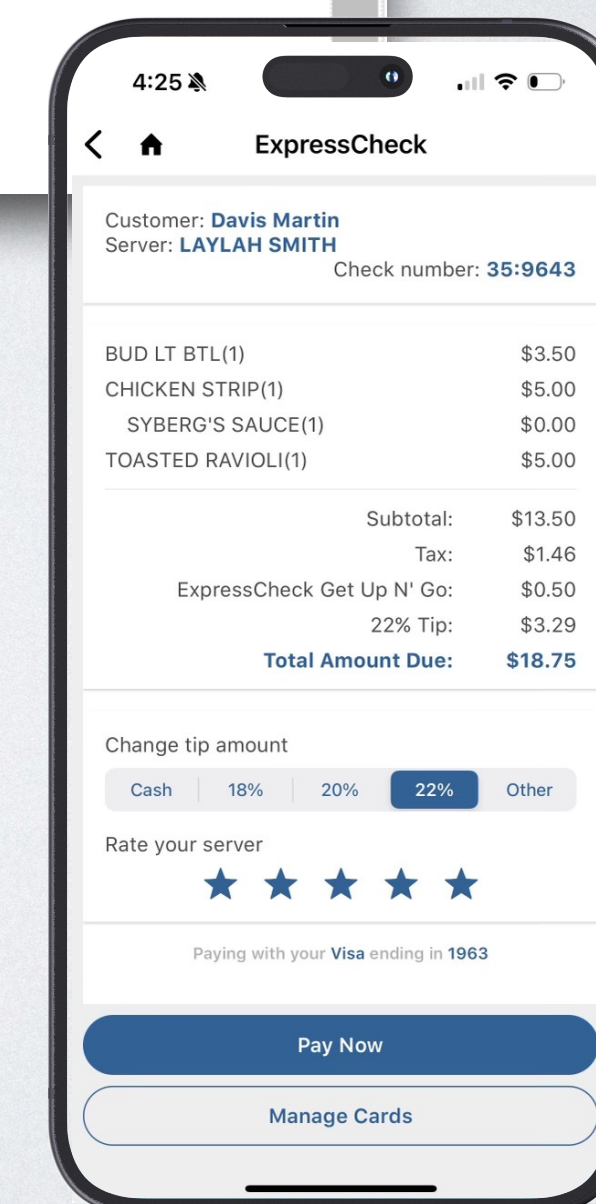 4:25
ExpressCheck
Customer: Davis Martin
Server: LAYLAH SMITH
Check number: 35:9643
BUD LT BTL(1) $3.50
CHICKEN STRIP(1) $5.00
SYBERG'S SAUCE(1) $0.00
TOASTED RAVIOLI(1) $5.00
Subtotal: $13.50
Tax: $1.46
ExpressCheck Get Up N' Go: $0.50
22% Tip: $3.29
Total Amount Due: $18.75
Change tip amount
Cash 18% 20% 22% Other
Rate your server
Paying with your Visa ending in 1963
Pay Now
Manage Cards